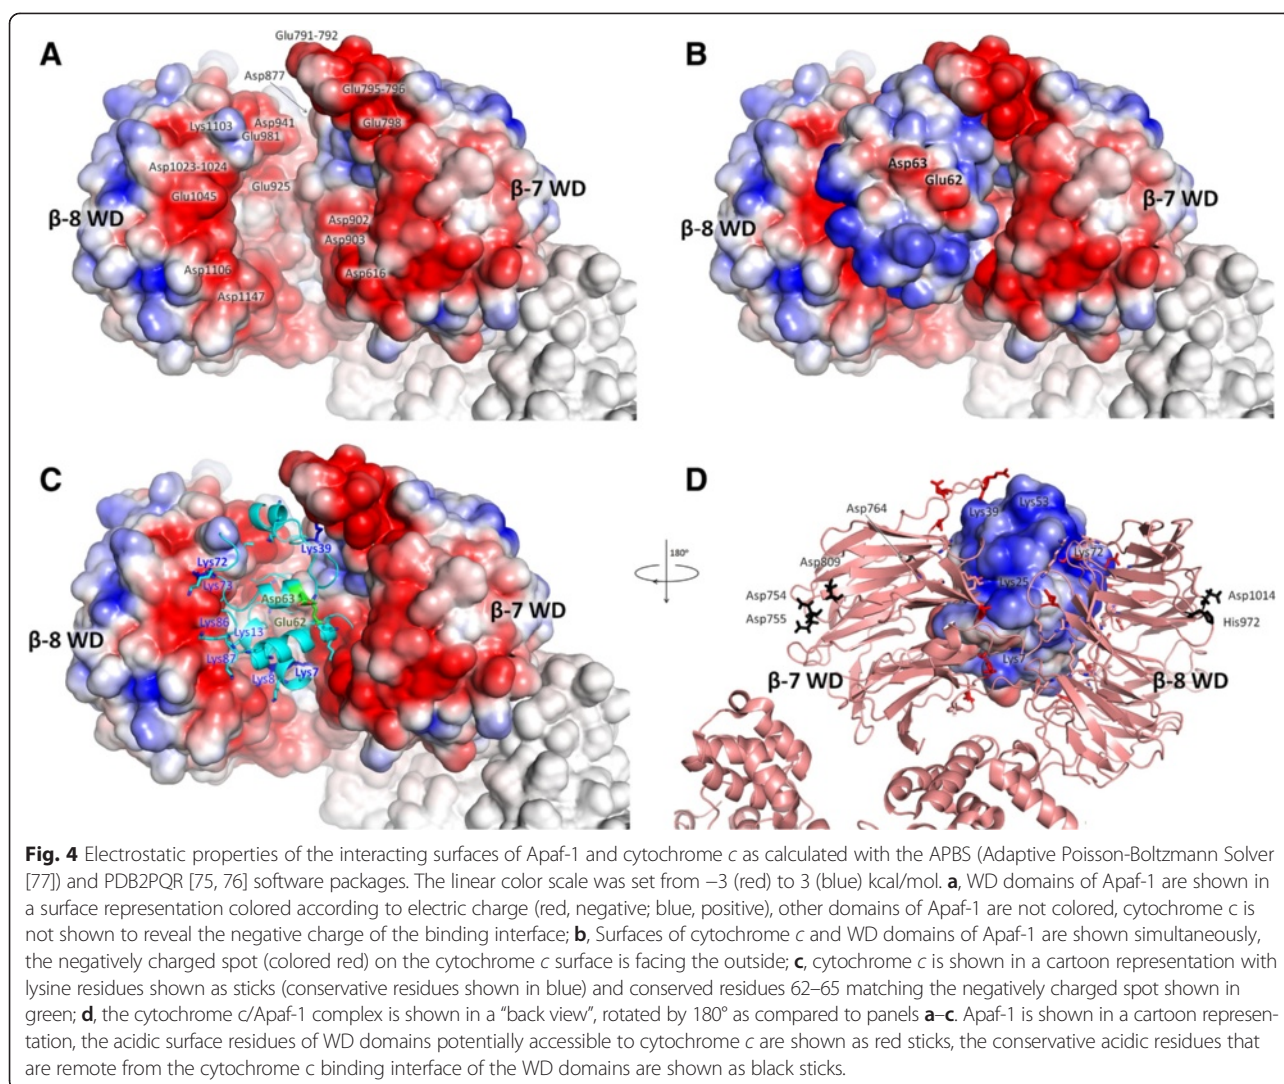 A
Glu791-792
Asp877
Glu795-796
Glu798
Lys1103
Asp941
Glu981
Asp1023-1024
Glu925
Glu1045
β-8 WD
β-7 WD
Asp902
Asp903
Asp616
Asp1106
Asp1147
B
Asp63
Glu62
β-7 WD
β-8 WD
C
Lys39
Lys72
Lys73
Asp63
Lys86
Lys13
Glu62
β-8 WD
β-7 WD
Lys87
Lys8
Lys7
180°
D
Lys53
Lys39
Asp764
Lys72
Asp809
Lys25
Asp754
Asp1014
Asp755
His972
Lys7
β-7 WD
β-8 WD
Fig. 4 Electrostatic properties of the interacting surfaces of Apaf-1 and cytochrome c as calculated with the APBS (Adaptive Poisson-Boltzmann Solver
[77]) and PDB2PQR [75, 76] software packages. The linear color scale was set from −3 (red) to 3 (blue) kcal/mol. a, WD domains of Apaf-1 are shown in
a surface representation colored according to electric charge (red, negative; blue, positive), other domains of Apaf-1 are not colored, cytochrome c is
not shown to reveal the negative charge of the binding interface; b, Surfaces of cytochrome c and WD domains of Apaf-1 are shown simultaneously,
the negatively charged spot (colored red) on the cytochrome c surface is facing the outside; c, cytochrome c is shown in a cartoon representation with
lysine residues shown as sticks (conservative residues shown in blue) and conserved residues 62–65 matching the negatively charged spot shown in
green; d, the cytochrome c/Apaf-1 complex is shown in a “back view”, rotated by 180° as compared to panels a–c. Apaf-1 is shown in a cartoon represen-
tation, the acidic surface residues of WD domains potentially accessible to cytochrome c are shown as red sticks, the conservative acidic residues that
are remote from the cytochrome c binding interface of the WD domains are shown as black sticks.